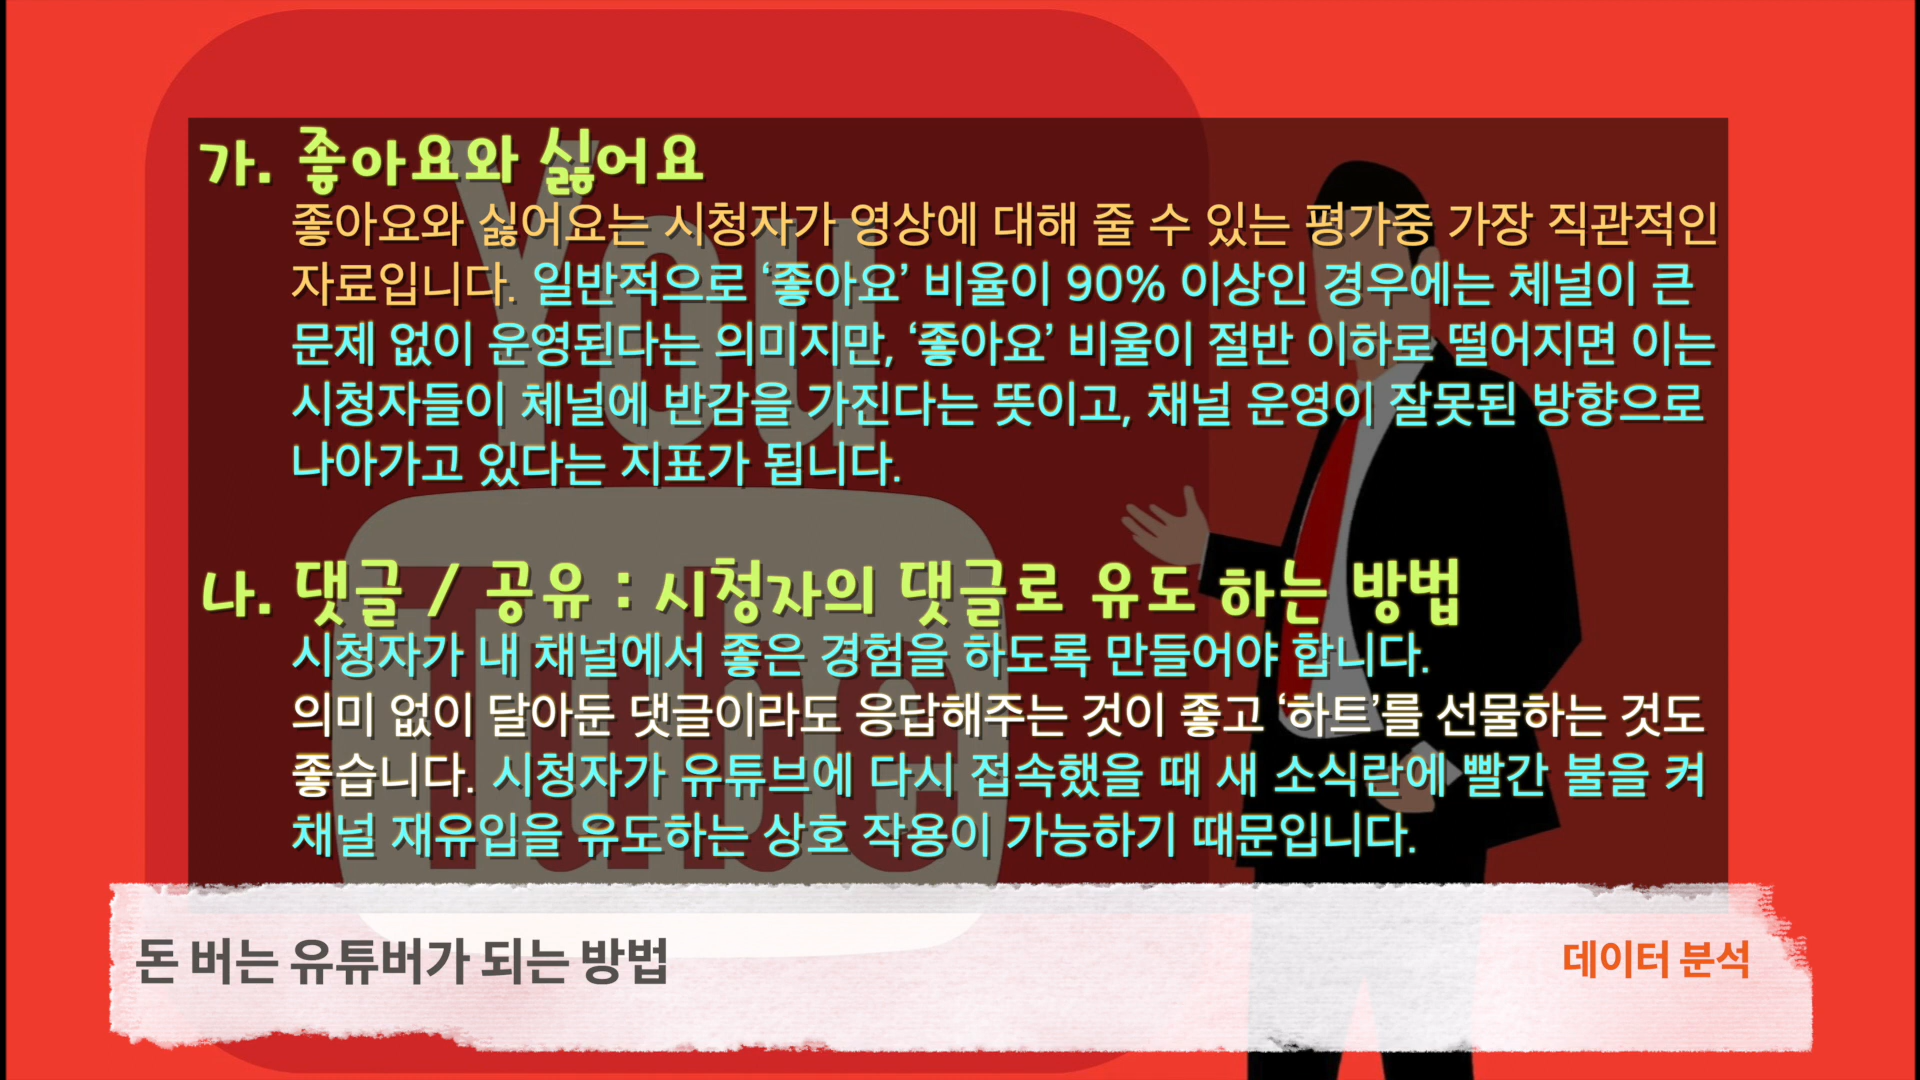 가. 좋아요와 싫어요
좋아요와 싫어요는 시청자가 영상에 대해 줄 수 있는 평가중 가장 직관적인
자료입니다. 일반적으로 ‘좋아요’ 비율이 90% 이상인 경우에는 체널이 큰
문제 없이 운영된다는 의미지만, ‘좋아요’ 비울이 절반 이하로 떨어지면 이는
시청자들이 체널에 반감을 가진다는 뜻이고, 채널 운영이 잘못된 방향으로
나아가고 있다는 지표가 됩니다.
나. 댓글 / 공유 : 시청자의 댓글로 유도 하는 방법
시청자가 내 채널에서 좋은 경험을 하도록 만들어야 합니다.
의미 없이 달아둔 댓글이라도 응답해주는 것이 좋고 ‘하트’를 선물하는 것도
좋습니다. 시청자가 유튜브에 다시 접속했을 때 새 소식란에 빨간 불을 켜
채널 재유입을 유도하는 상호 작용이 가능하기 때문입니다.
You
Tube
돈 버는 유튜버가 되는 방법
데이터 분석